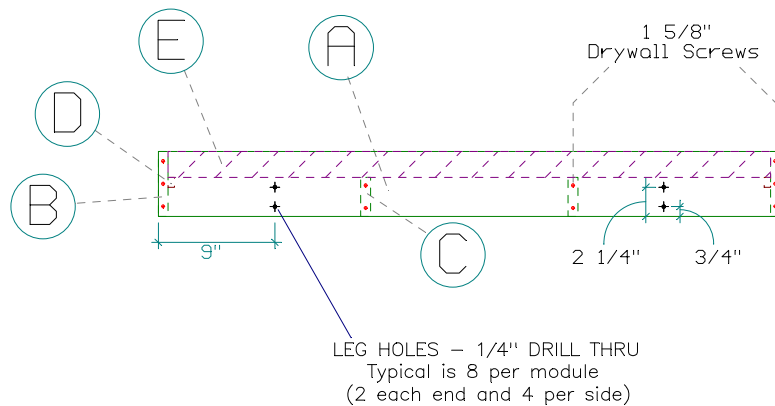 E
A
1 5/8"
Drywall Screws
D
B
C
9"
2 1/4"
3/4"
LEG HOLES - 1/4" DRILL THRU
Typical is 8 per module
(2 each end and 4 per side)